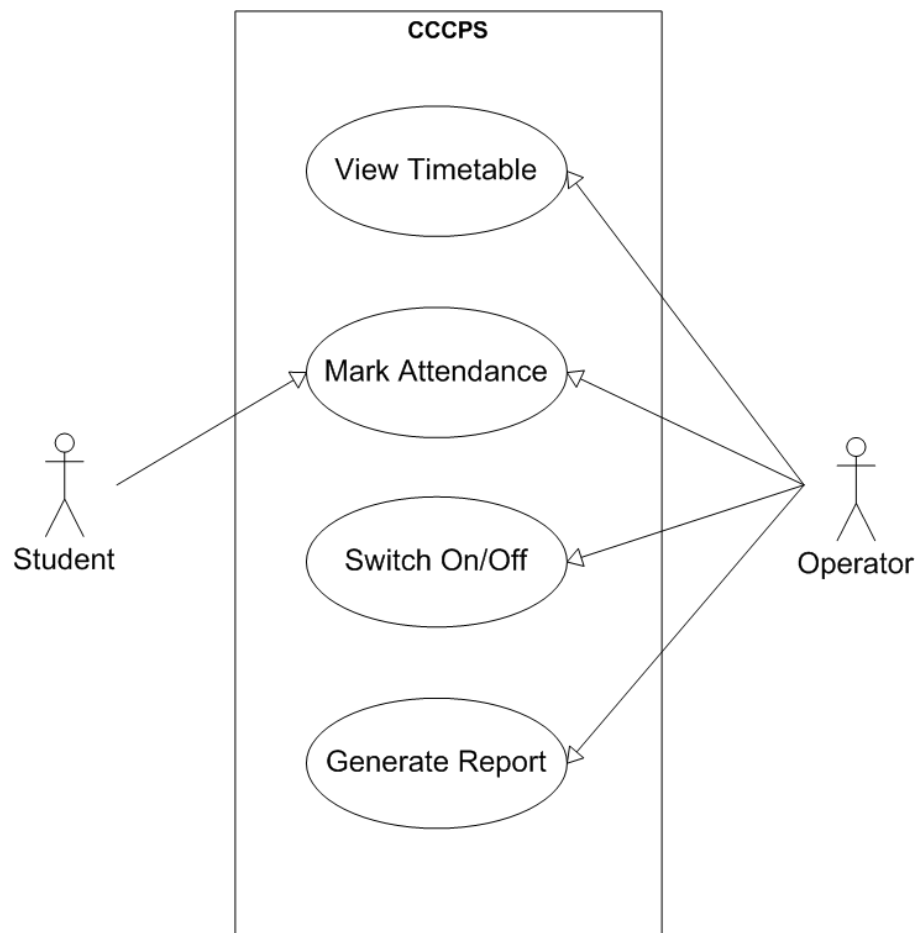 CCCPS
View Timetable
Mark Attendance
Student
Switch On/Off
Operator
Generate Report